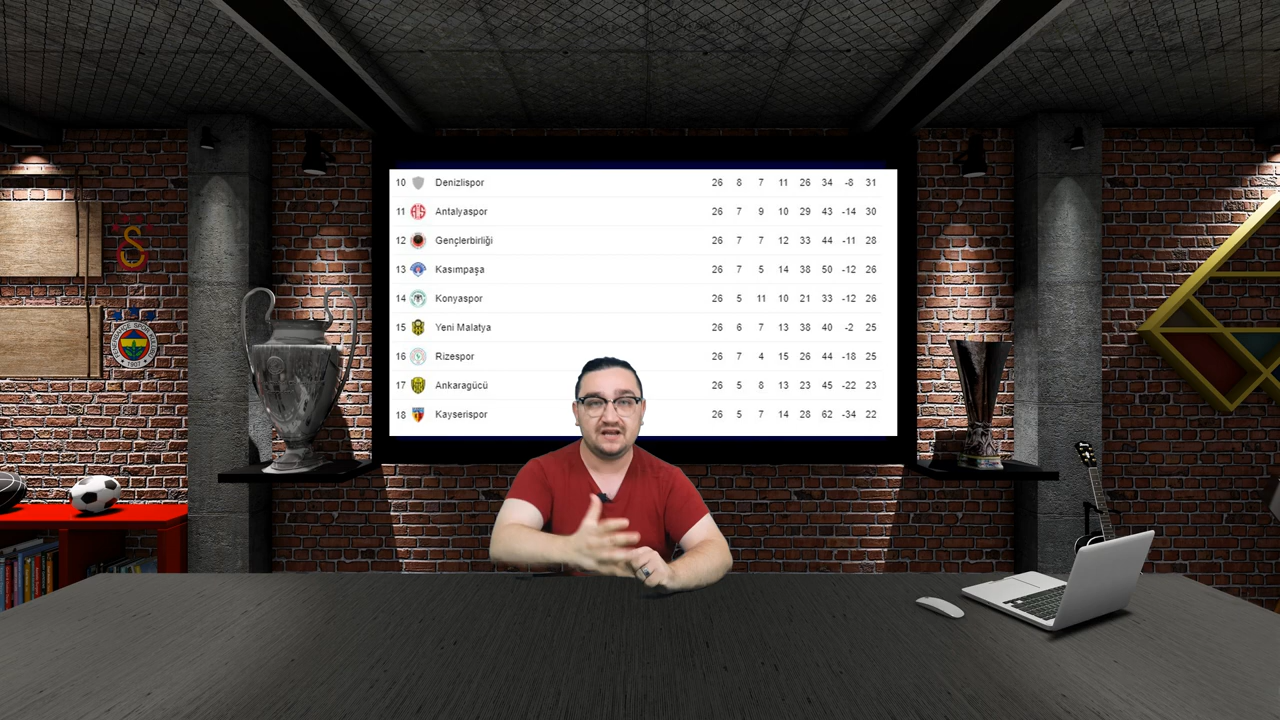 10 Denizlispor 26 8 7 11 26 34 -8 31
11 Antalyaspor 26 7 9 10 29 43 -14 30
12 Gençlerbirliği 26 7 7 12 33 44 -11 28
13 Kasımpaşa 26 7 5 14 38 50 -12 26
14 Konyaspor 26 5 11 10 21 33 -12 26
15 Yeni Malatya 26 6 7 13 38 40 -2 25
16 Rizespor 26 7 4 15 26 44 -18 25
17 Ankaragücü 26 5 8 13 23 45 -22 23
18 Kayserispor 26 5 7 14 28 62 -34 22
FENERBAHÇE SPOR KULÜBÜ
1907